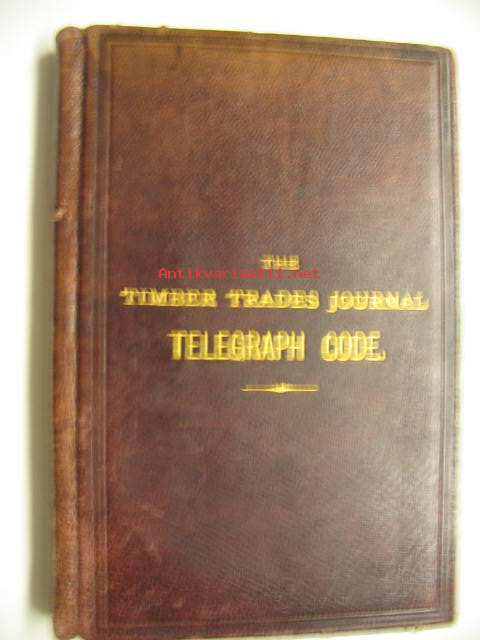 THE
Antikvariaatti.net
TIMBER TRADES JOURNAL
TELEGRAPH CODE.